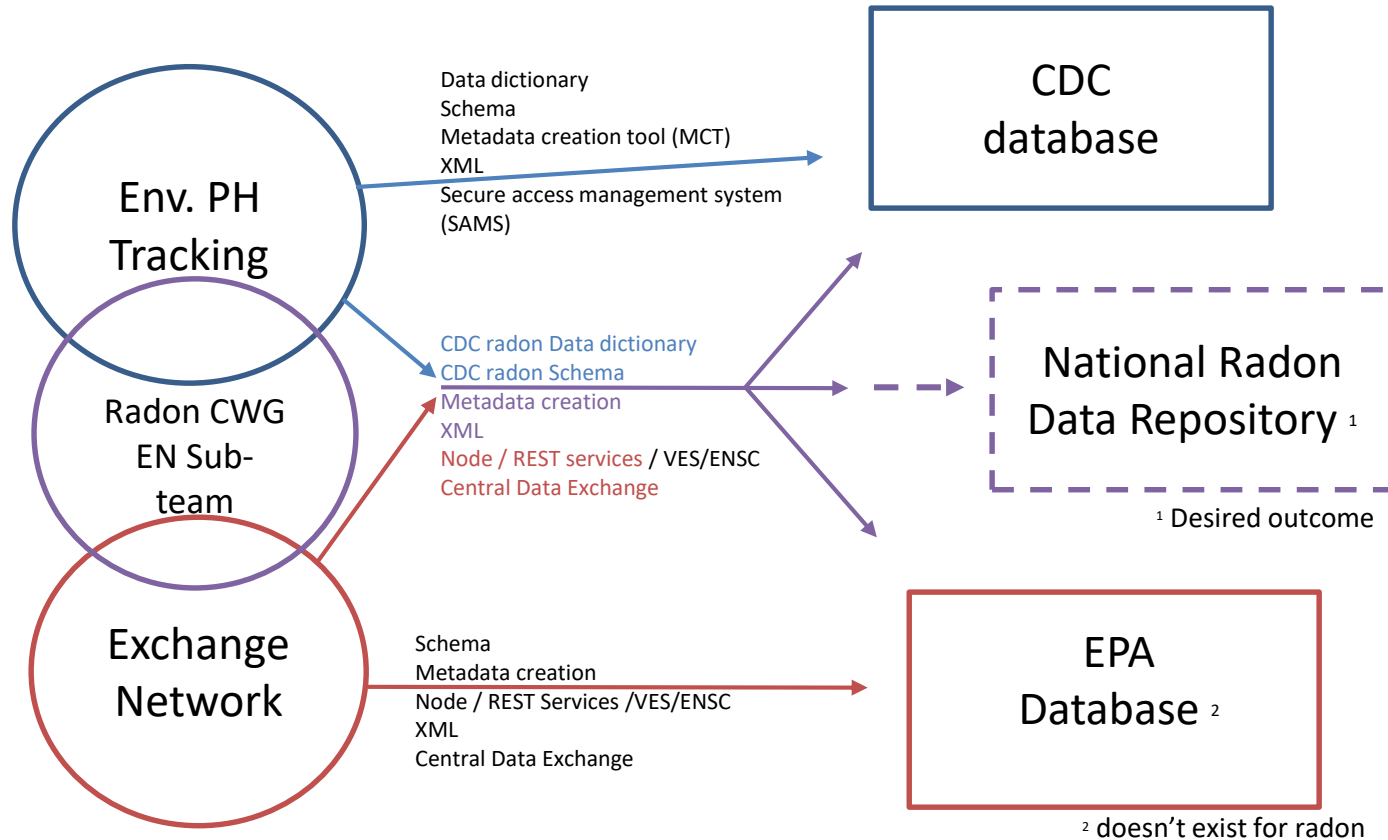 Env. PH
Tracking
Radon CWG
EN Sub-
team
Exchange
Network
Data dictionary
Schema
Metadata creation tool (MCT)
XML
Secure access management system
(SAMS)
CDC radon Data dictionary
CDC radon Schema
Metadata creation
XML
Node / REST services / VES/ENSC
Central Data Exchange
Schema
Metadata creation
Node / REST Services /VES/ENSC
XML
Central Data Exchange
CDC
database
National Radon
Data Repository 1
1 Desired outcome
EPA
Database 2
2 doesn’t exist for radon